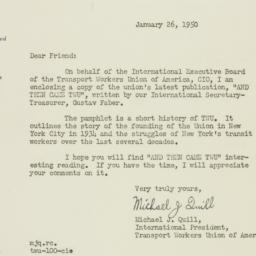 January 26, 1950
Dear Friend:
On behalf of the International Executive Board
of the Transport Workers Union of America, CIO, I am
enclosing a copy of the union's latest publication, "AND
THEN CAME TWU", written by our International Secretary-
Treasurer, Gustav Faber.
The pamphlet is a short history of TWU. It
outlines the story of the founding of the Union in New
York City in 1934 and the struggles of New York's transit
workers over the last several decades.
I hope you will find "AND THEN CAME TWU" inter-
esting reading. If you have the time, I will appreciate
your comments on it.
Very truly yours,
Michael J Quill
Michael J. Quill,
International President,
Transport Workers Union of Amer
mjq.rc.
twu-100-cio